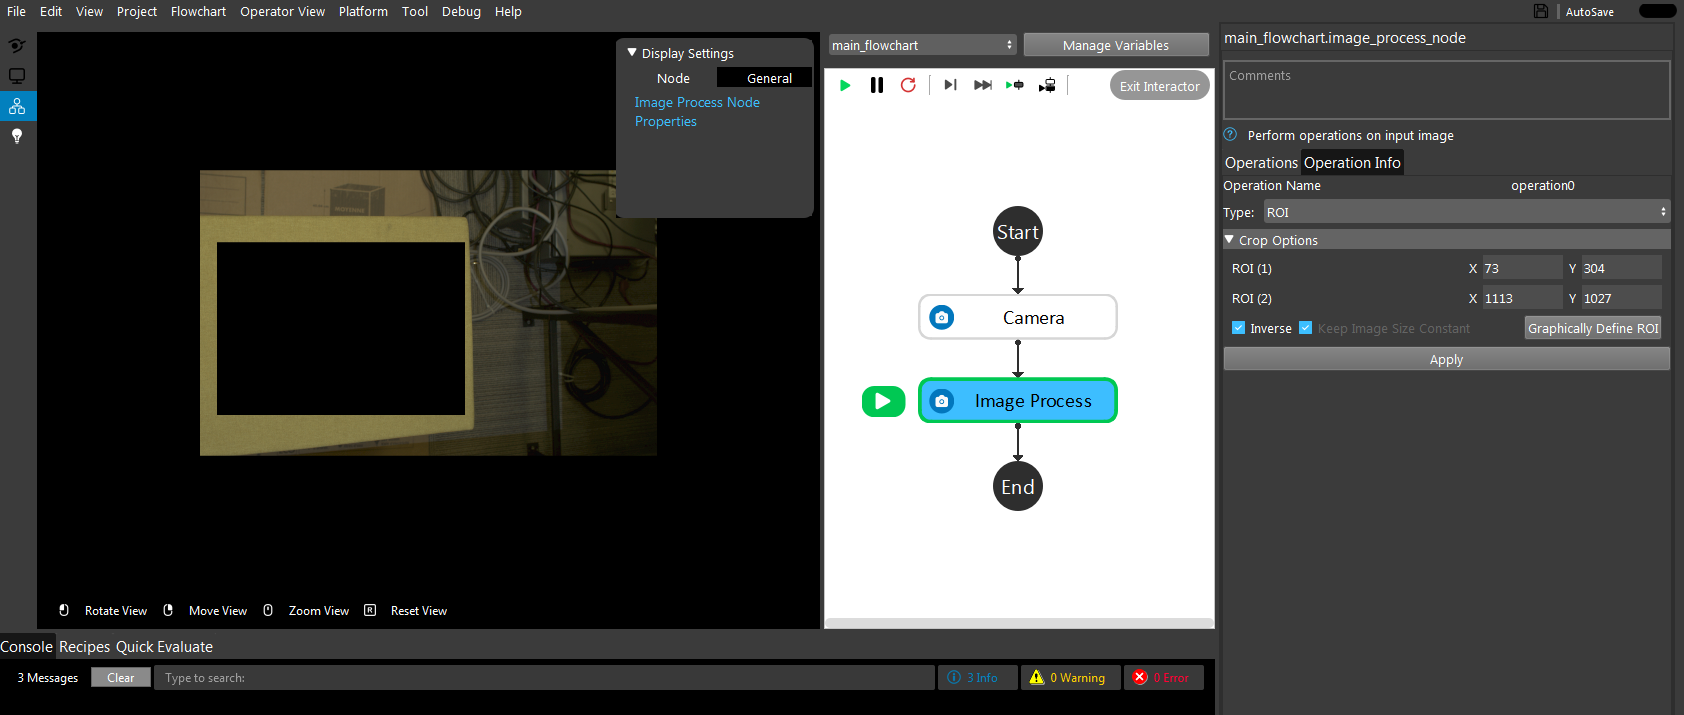 File Edit View Project Flowchart Operator View Platform Tool Debug Help
AutoSave
Display Settings
Node General
Image Process Node
Properties
Rotate View Move View Zoom View R Reset View
main_flowchart Manage Variables
Exit Interactor
Start
Camera
Image Process
End
main_flowchart.image_process_node
Comments
? Perform operations on input image
Operations Operation Info
Operation Name operation0
Type: ROI
Crop Options
ROI (1) X 73 Y 304
ROI (2) X 1113 Y 1027
Inverse Keep Image Size Constant Graphically Define ROI
Apply
Console Recipes Quick Evaluate
3 Messages Clear Type to search: 3 Info 0 Warning 0 Error